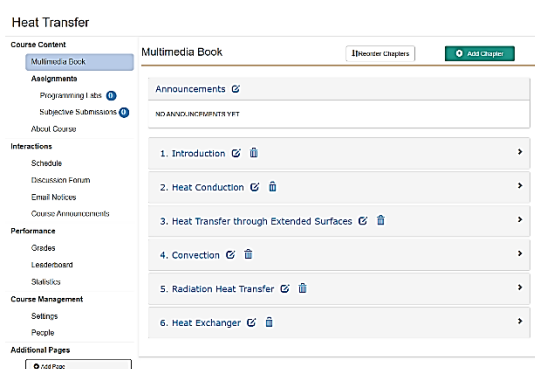 Heat Transfer
Course Content
Multimedia Book
Assignments
Programming Labs 0
Subjective Submissions 0
About Course
Interactions
Schedule
Discussion Forum
Email Notices
Course Announcements
Performance
Grades
Leaderboard
Statistics
Course Management
Settings
People
Additional Pages
Add Page
Multimedia Book
Reorder Chapters
Add Chapter
Announcements
NO ANNOUNCEMENTS YET
1. Introduction
2. Heat Conduction
3. Heat Transfer through Extended Surfaces
4. Convection
5. Radiation Heat Transfer
6. Heat Exchanger